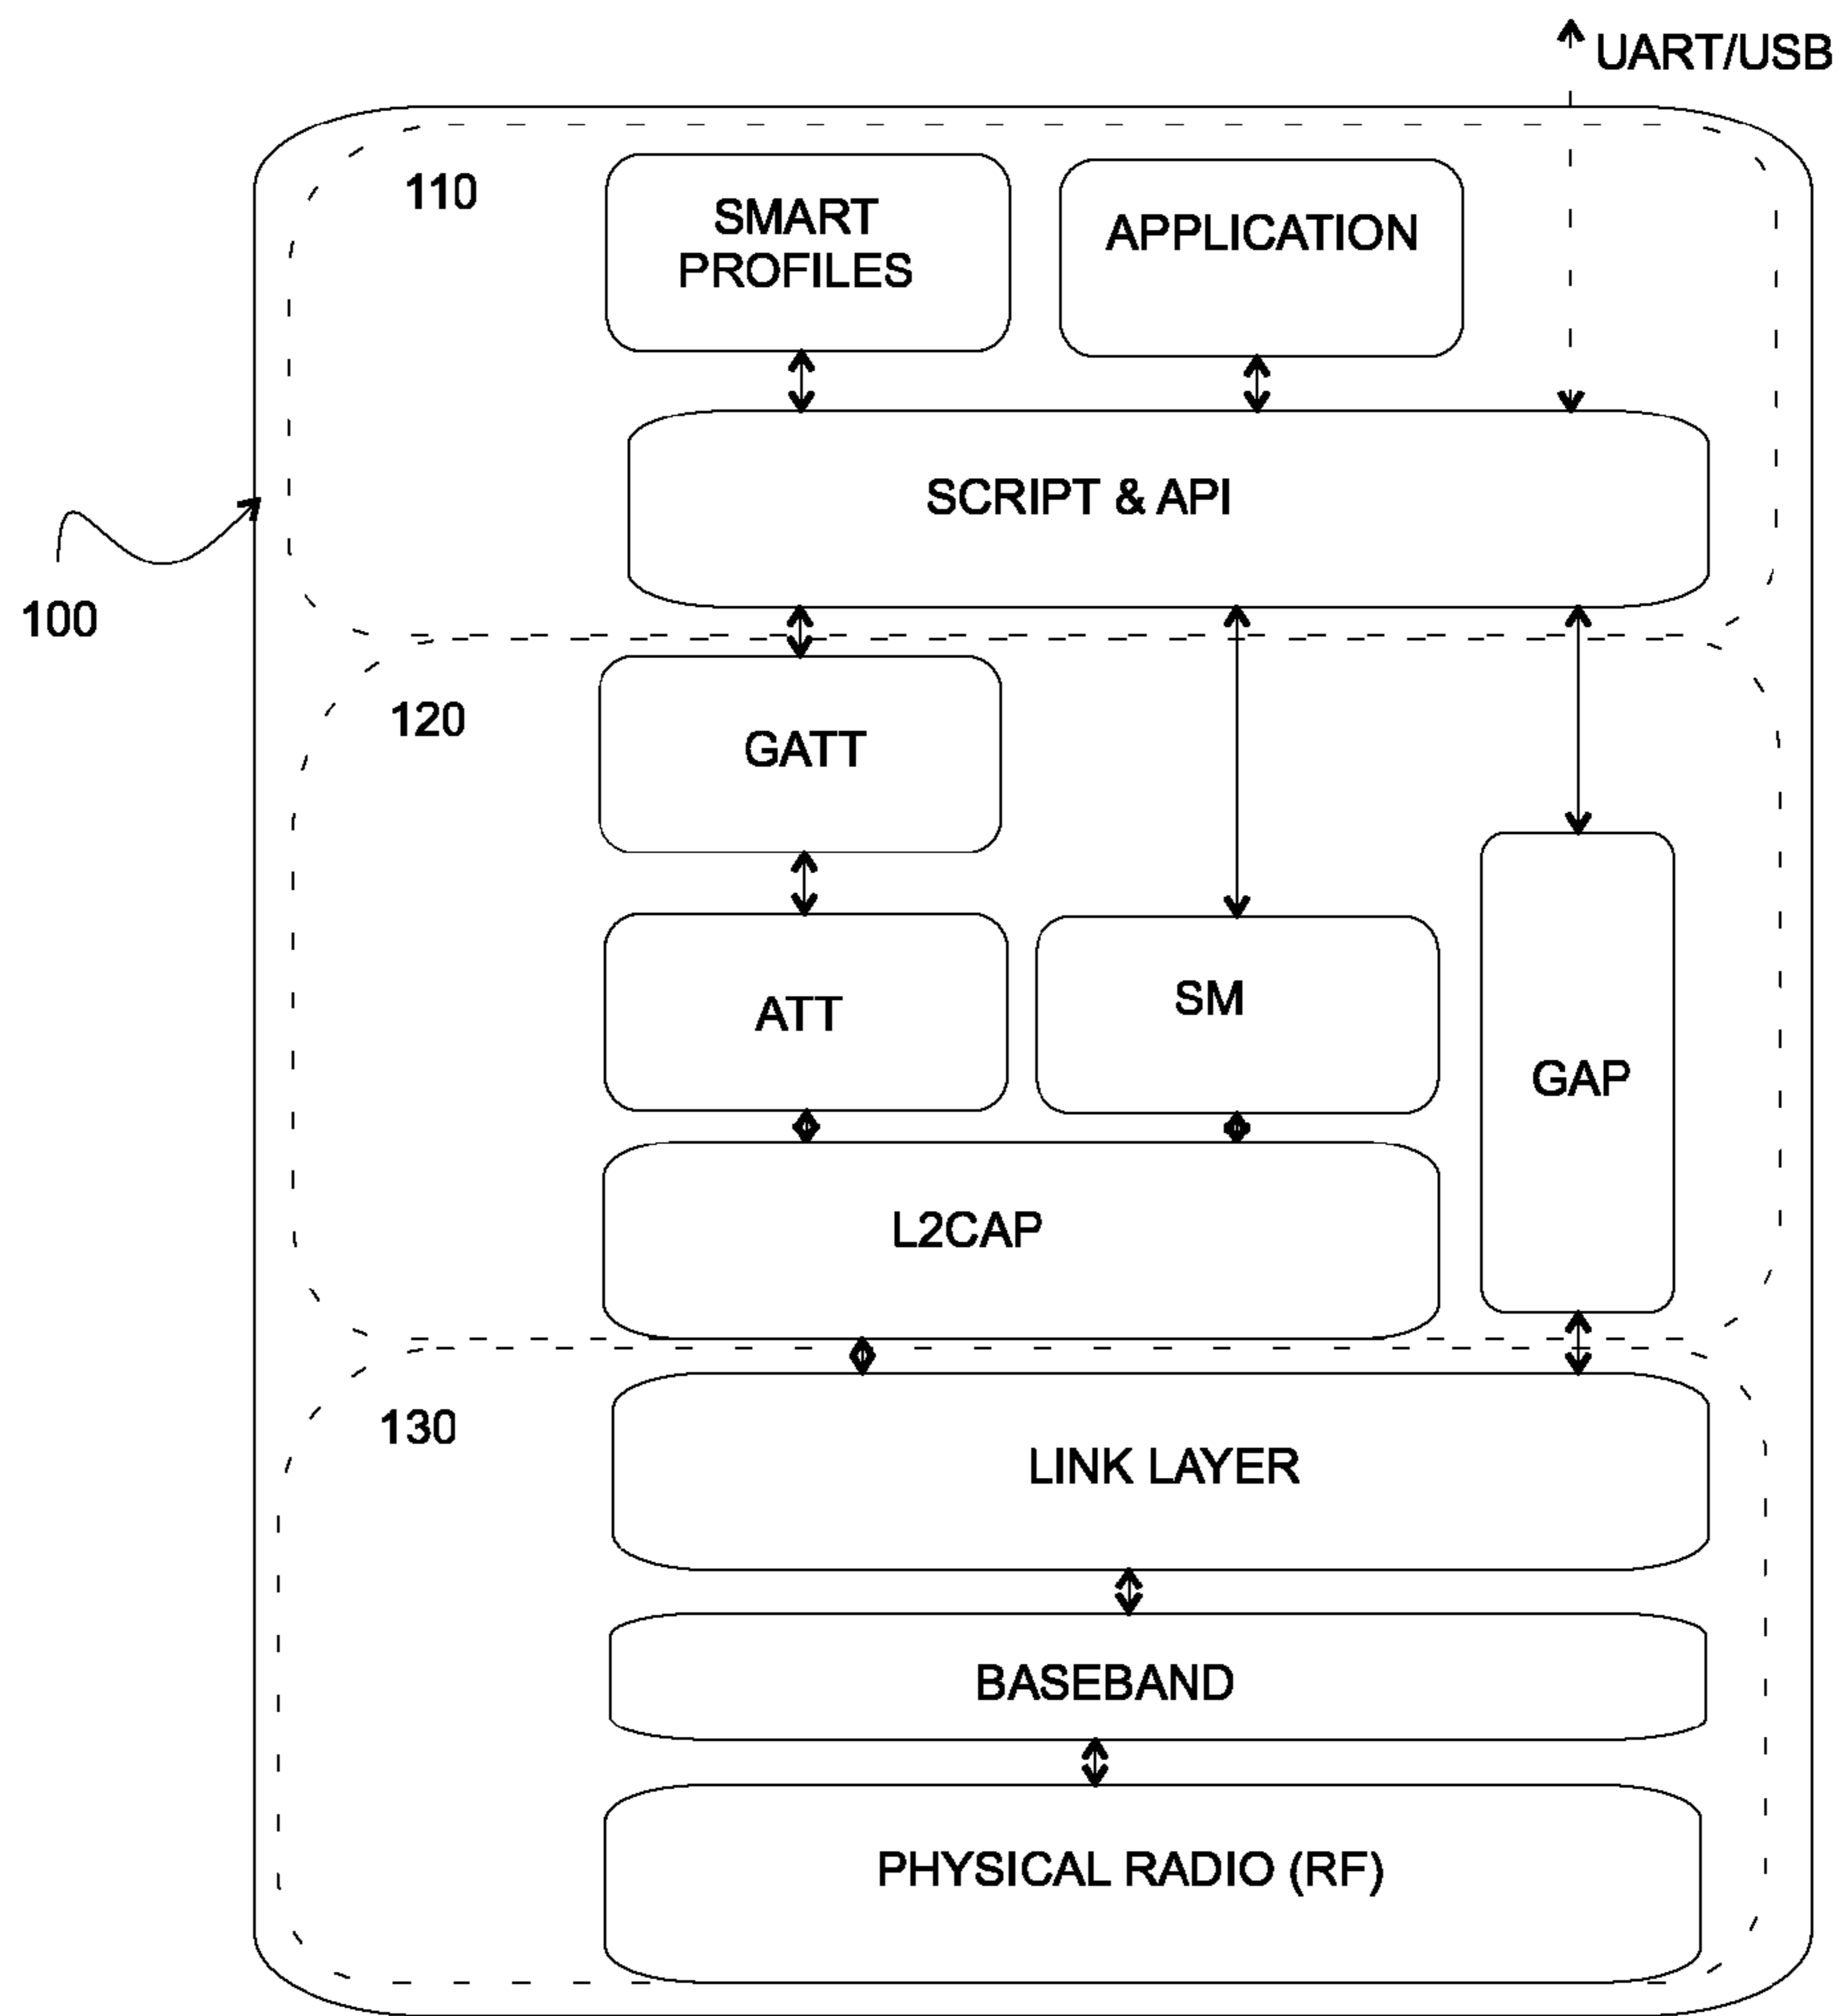 UART/USB
110
SMART
PROFILES
APPLICATION
SCRIPT & API
100
120
GATT
ATT
SM
GAP
L2CAP
130
LINK LAYER
BASEBAND
PHYSICAL RADIO (RF)